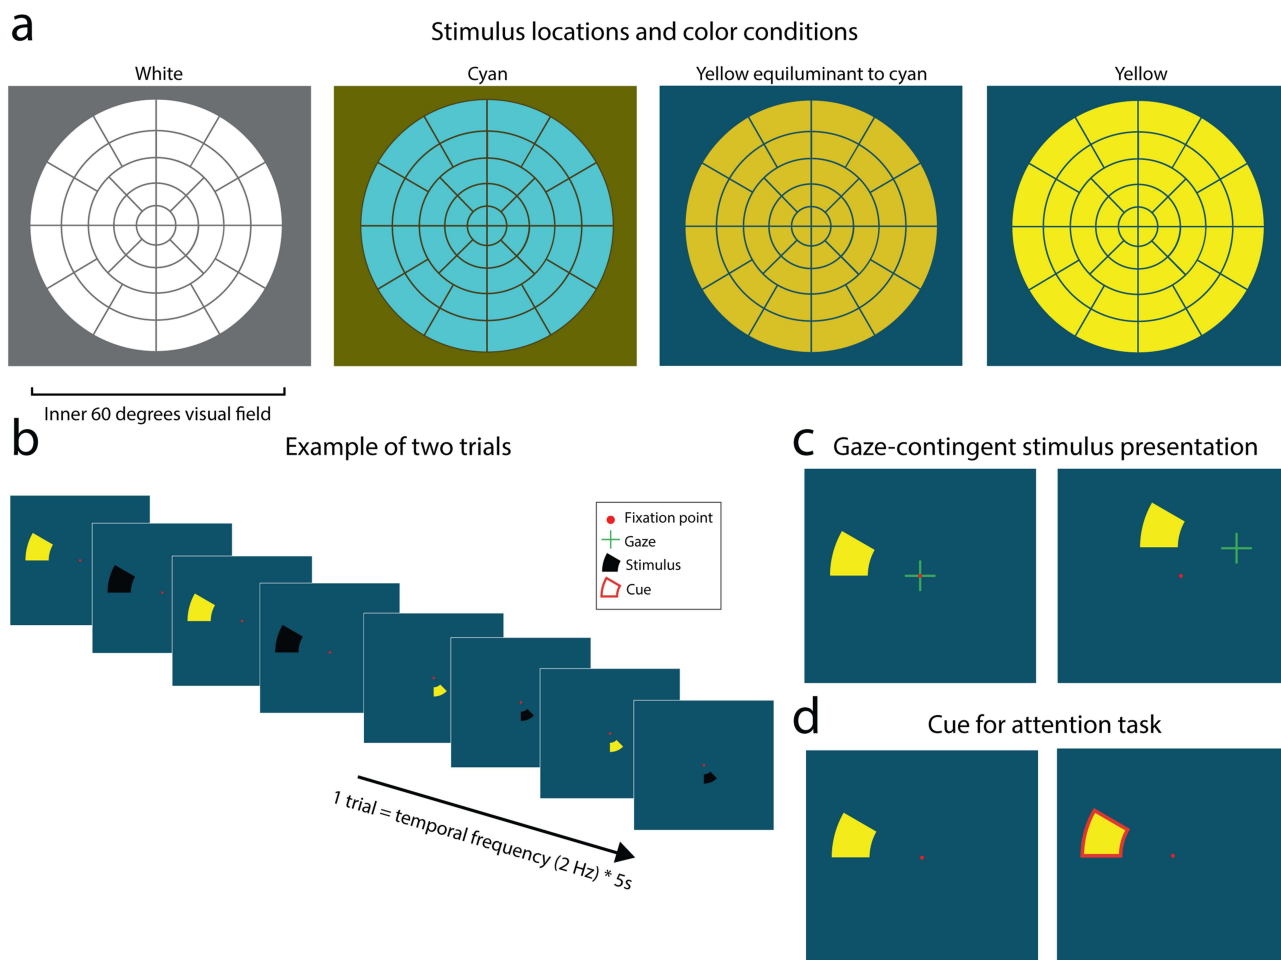 a
Stimulus locations and color conditions
White
Cyan
Yellow equiluminant to cyan
Yellow
Inner 60 degrees visual field
b
Example of two trials
Fixation point
Gaze
Stimulus
Cue
1 trial = temporal frequency (2 Hz) * 5s
c
Gaze-contingent stimulus presentation
d
Cue for attention task